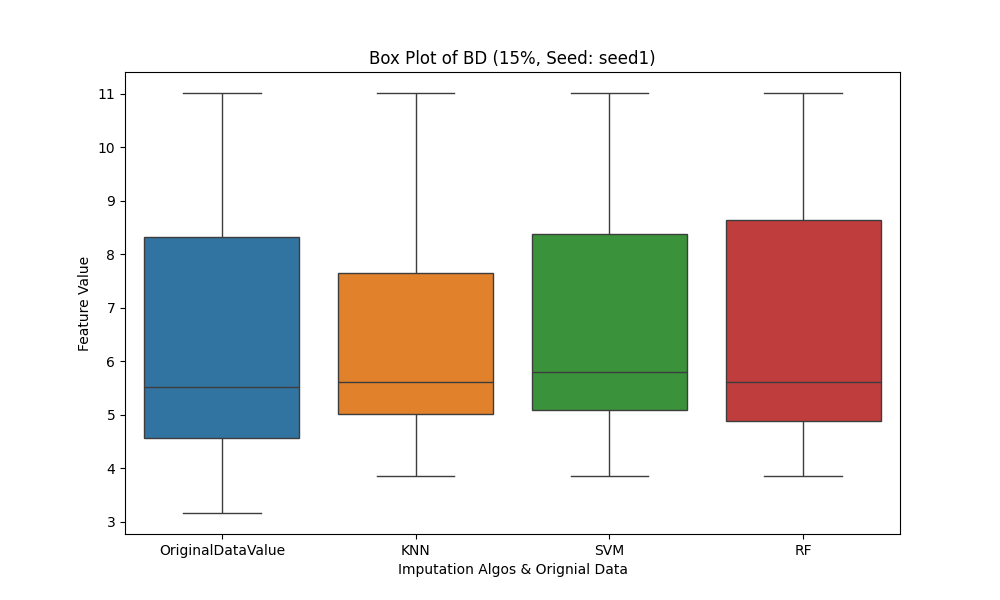 Box Plot of BD (15%, Seed: seed1)
11
10
9
8
7
6
5
4
3
Feature Value
OriginalDataValue
KNN
SVM
RF
Imputation Algos & Orignial Data